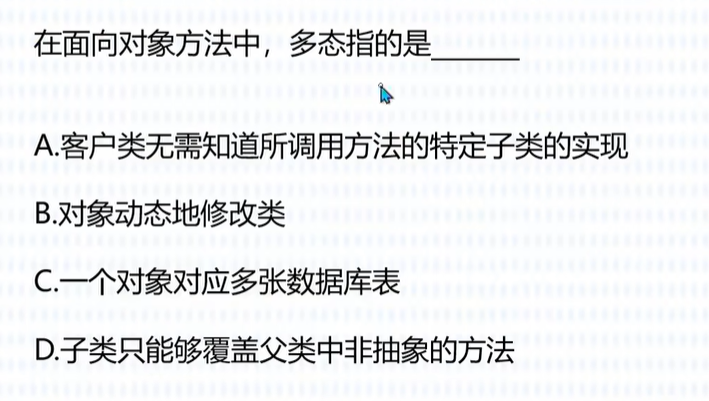 在面向对象方法中，多态指的是______
A.客户类无需知道所调用方法的特定子类的实现
B.对象动态地修改类
C.一个对象对应多张数据库表
D.子类只能够覆盖父类中非抽象的方法